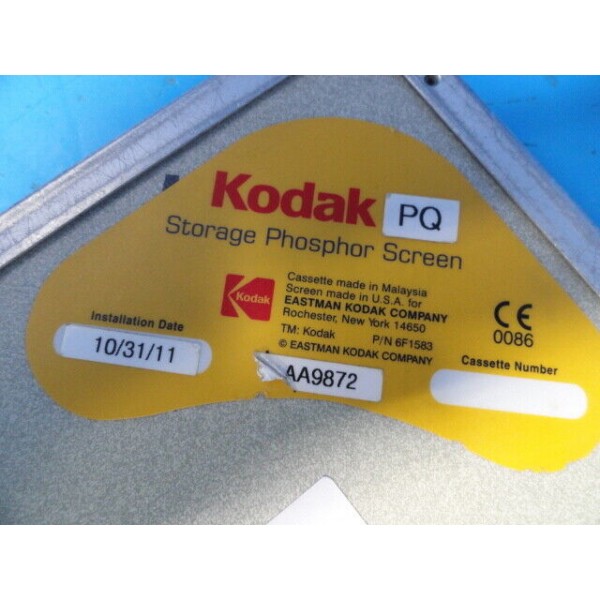 Kodak PQ
Storage Phosphor Screen
Kodak
Cassette made in Malaysia
Screen made in U.S.A. for
EASTMAN KODAK COMPANY
Rochester, New York 14650
TM: Kodak P/N 6F1583
© EASTMAN KODAK COMPANY
CE
0086
Installation Date
10/31/11
AA9872
Cassette Number